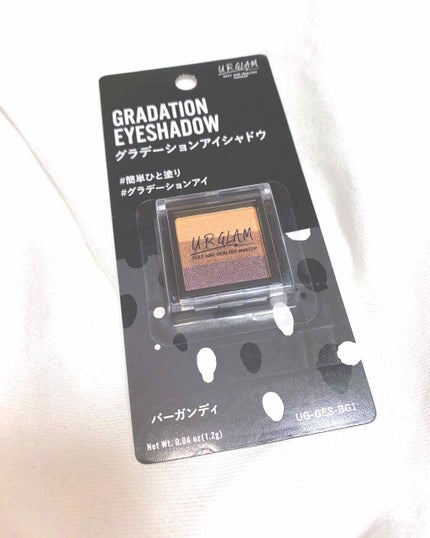 URGLAM
GRADATION
EYESHADOW
グラデーションアイシャドウ
#簡単ひと塗り
#グラデーションアイ
URGLAM
バーガンディ
UG-GES-BG1
Net Wt. 0.04 oz(1.2g)